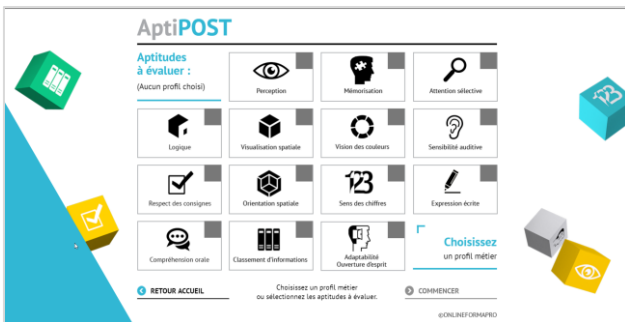 AptiPOST
Aptitudes
à évaluer :
(Aucun profil choisi)
Perception
Mémorisation
Attention sélective
Logique
Visualisation spatiale
Vision des couleurs
Sensibilité auditive
Respect des consignes
Orientation spatiale
123
Sens des chiffres
Expression écrite
Compréhension orale
Classement d'informations
Adaptabilité
Ouverture d'esprit
Choisissez
un profil métier
RETOUR ACCUEIL
Choisissez un profil métier
ou sélectionnez les aptitudes à évaluer.
COMMENCER
©ONLINEFORMAPRO
123